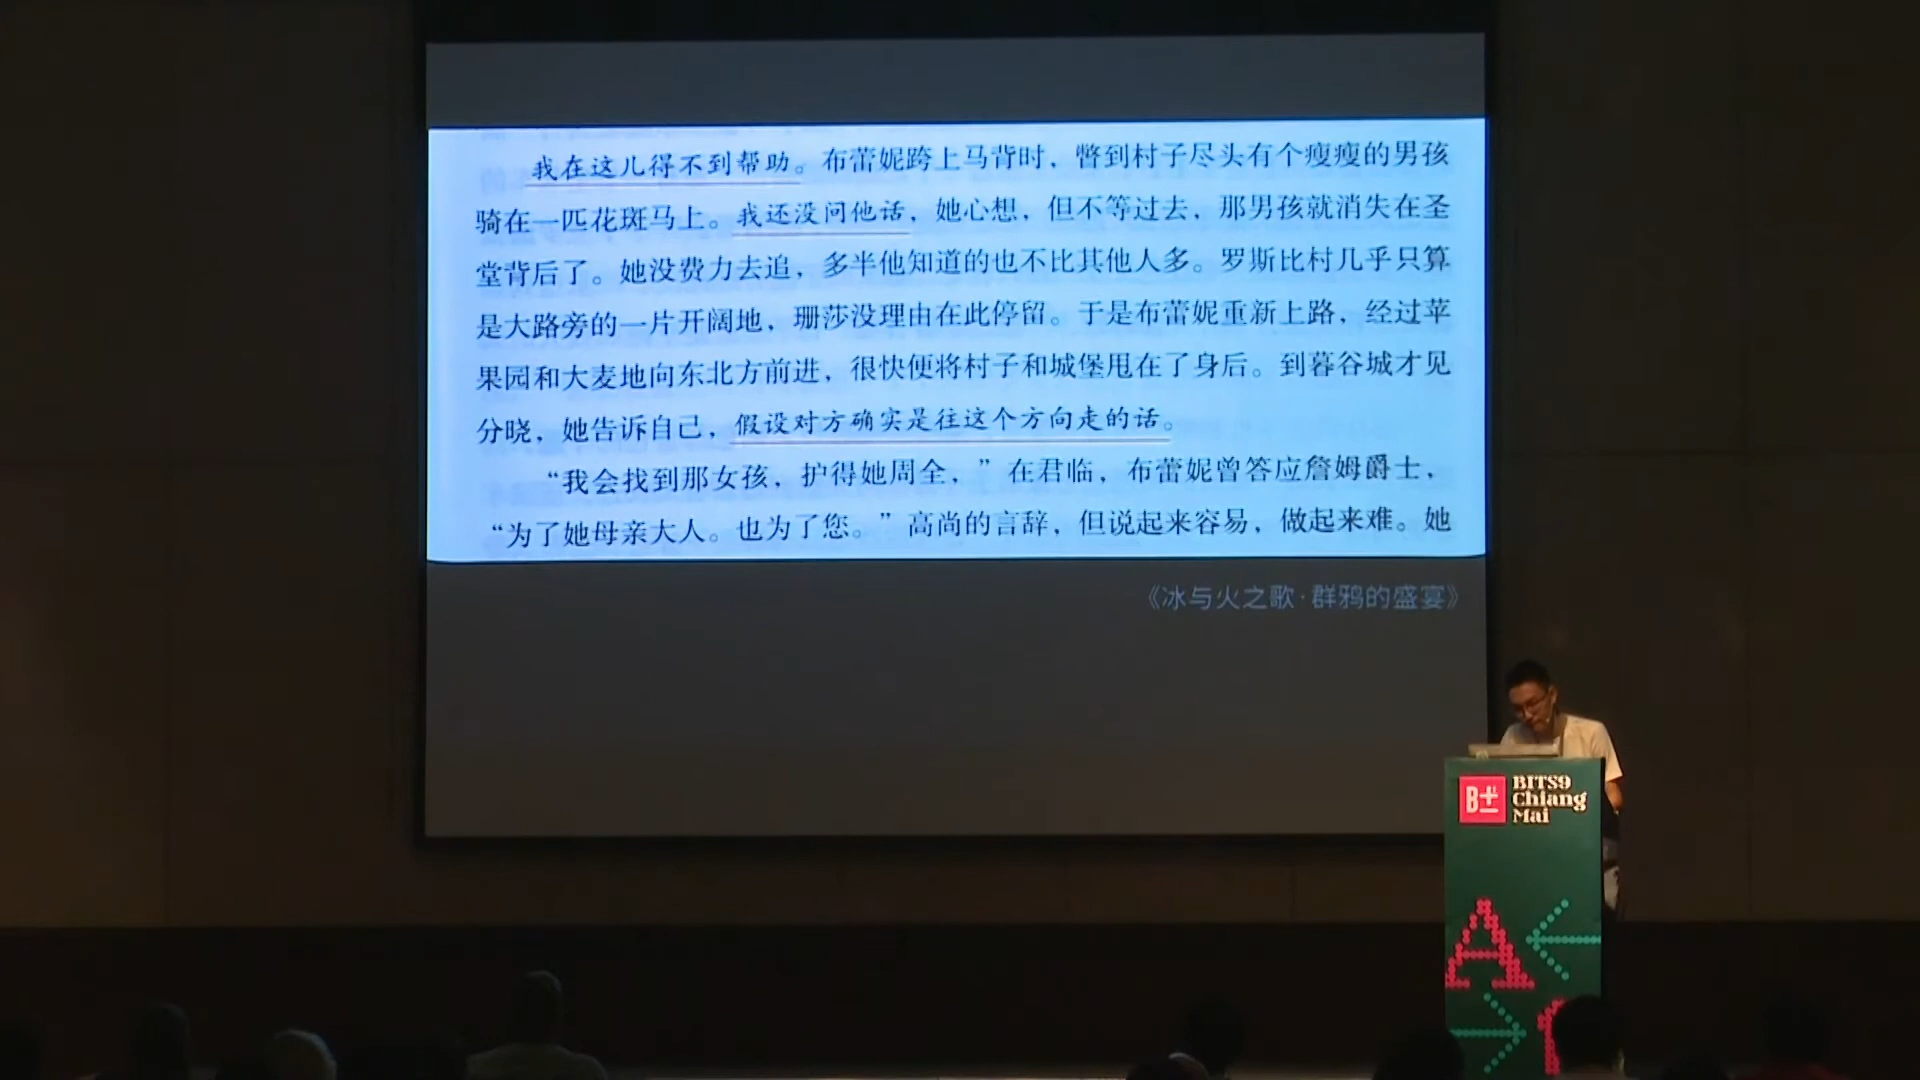 我在这儿得不到帮助。布蕾妮跨上马背时，瞥到村子尽头有个瘦瘦的男孩
骑在一匹花斑马上。我还没问他话，她心想，但不等过去，那男孩就消失在圣
堂背后了。她没费力去追，多半他知道的也不比其他人多。罗斯比村几乎只算
是大路旁的一片开阔地，珊莎没理由在此停留。于是布蕾妮重新上路，经过苹
果园和大麦地向东北方前进，很快便将村子和城堡甩在了身后。到暮谷城才见
分晓，她告诉自己，假设对方确实是往这个方向走的话。
“我会找到那女孩，护得她周全，”在君临，布蕾妮曾答应詹姆爵士，
“为了她母亲大人。也为了您。”高尚的言辞，但说起来容易，做起来难。她
《冰与火之歌·群鸦的盛宴》
BITS9
Chiang
Mai
A